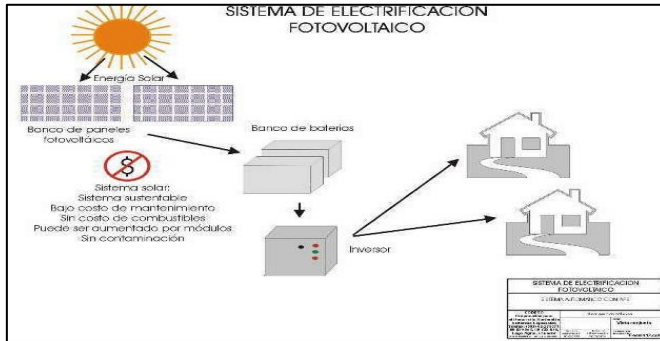 SISTEMA DE ELECTRIFICACION
FOTOVOLTAICO
Energía Solar
Banco de paneles
fotovoltáicos
Banco de baterias
$
Sistema solar:
Sistema sustentable
Bajo costo de mantenimiento
Sin costo de combustibles
Puede ser aumentado por módulos
Sin contaminación
Inversor
SISTEMA DE ELECTRIFICACION
FOTOVOLTAICO